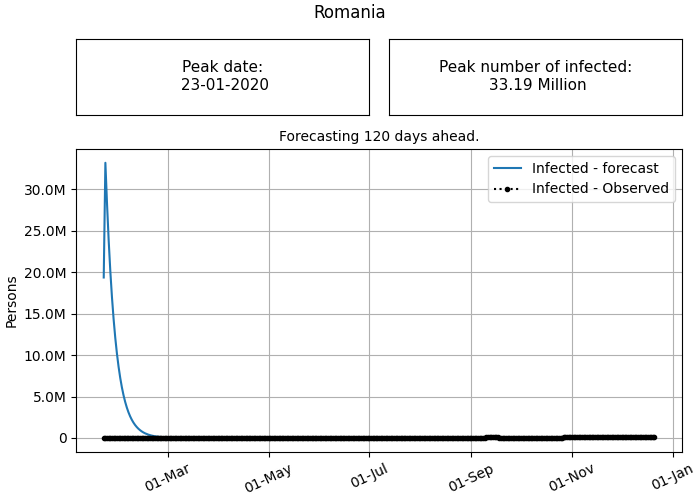 Romania
Peak date:
23-01-2020
Peak number of infected:
33.19 Million
Forecasting 120 days ahead.
Infected - forecast
Infected - Observed
Persons
30.0M
25.0M
20.0M
15.0M
10.0M
5.0M
0
01-Mar
01-May
01-Jul
01-Sep
01-Nov
01-Jan